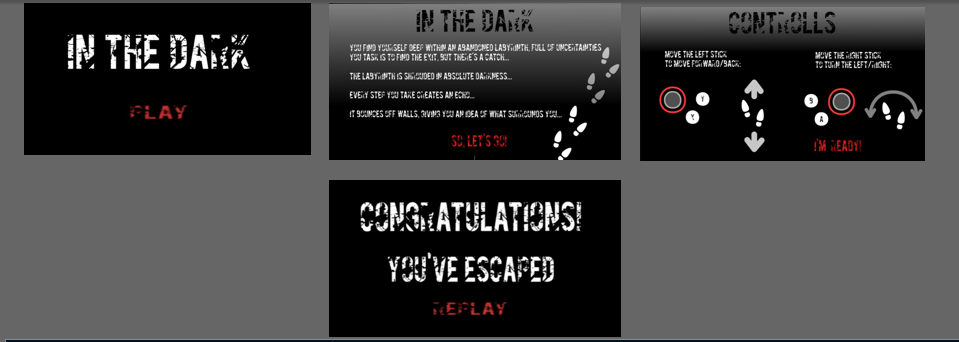 IN THE DARK
PLAY
IN THE DARK
YOU FIND YOURSELF DEEP WITHIN AN ABANDONED LABYRINTH, FULL OF UNCERTAINTIES
YOU TASK IS TO FIND THE EXIT, BUT THERE'S A CATCH...
THE LABYRINTH IS SHROUDED IN ABSOLUTE DARKNESS...
EVERY STEP YOU TAKE CREATES AN ECHO...
IT BOUNCES OFF WALLS, GIVING YOU AN IDEA OF WHAT SURROUNDS YOU...
SO, LET'S GO!
CONTROLLS
MOVE THE LEFT STICK
TO MOVE FORWARD/BACK:
Y
X
MOVE THE RIGHT STICK
TO TURN THE LEFT/RIGHT:
B
A
I'M READY!
CONGRATULATIONS!
YOU'VE ESCAPED
REPLAY